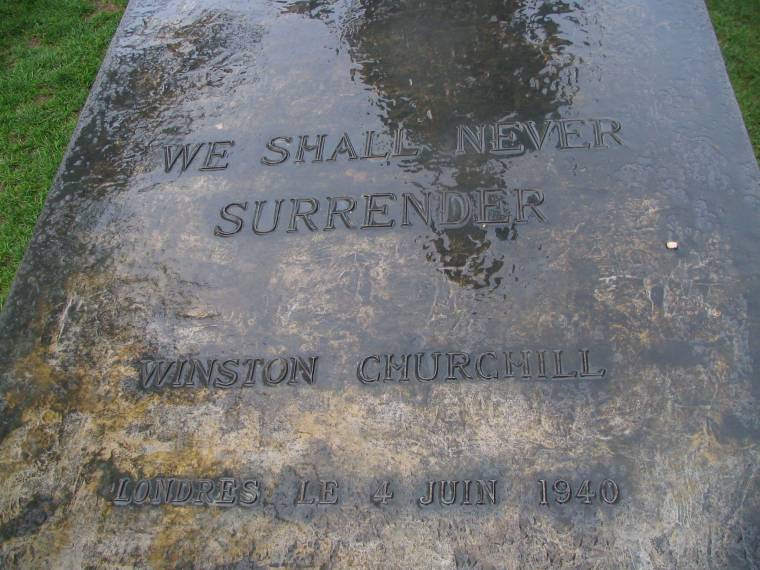 WE SHALL NEVER
SURRENDER
WINSTON CHURCHILL
LONDRES, LE 4 JUIN 1940